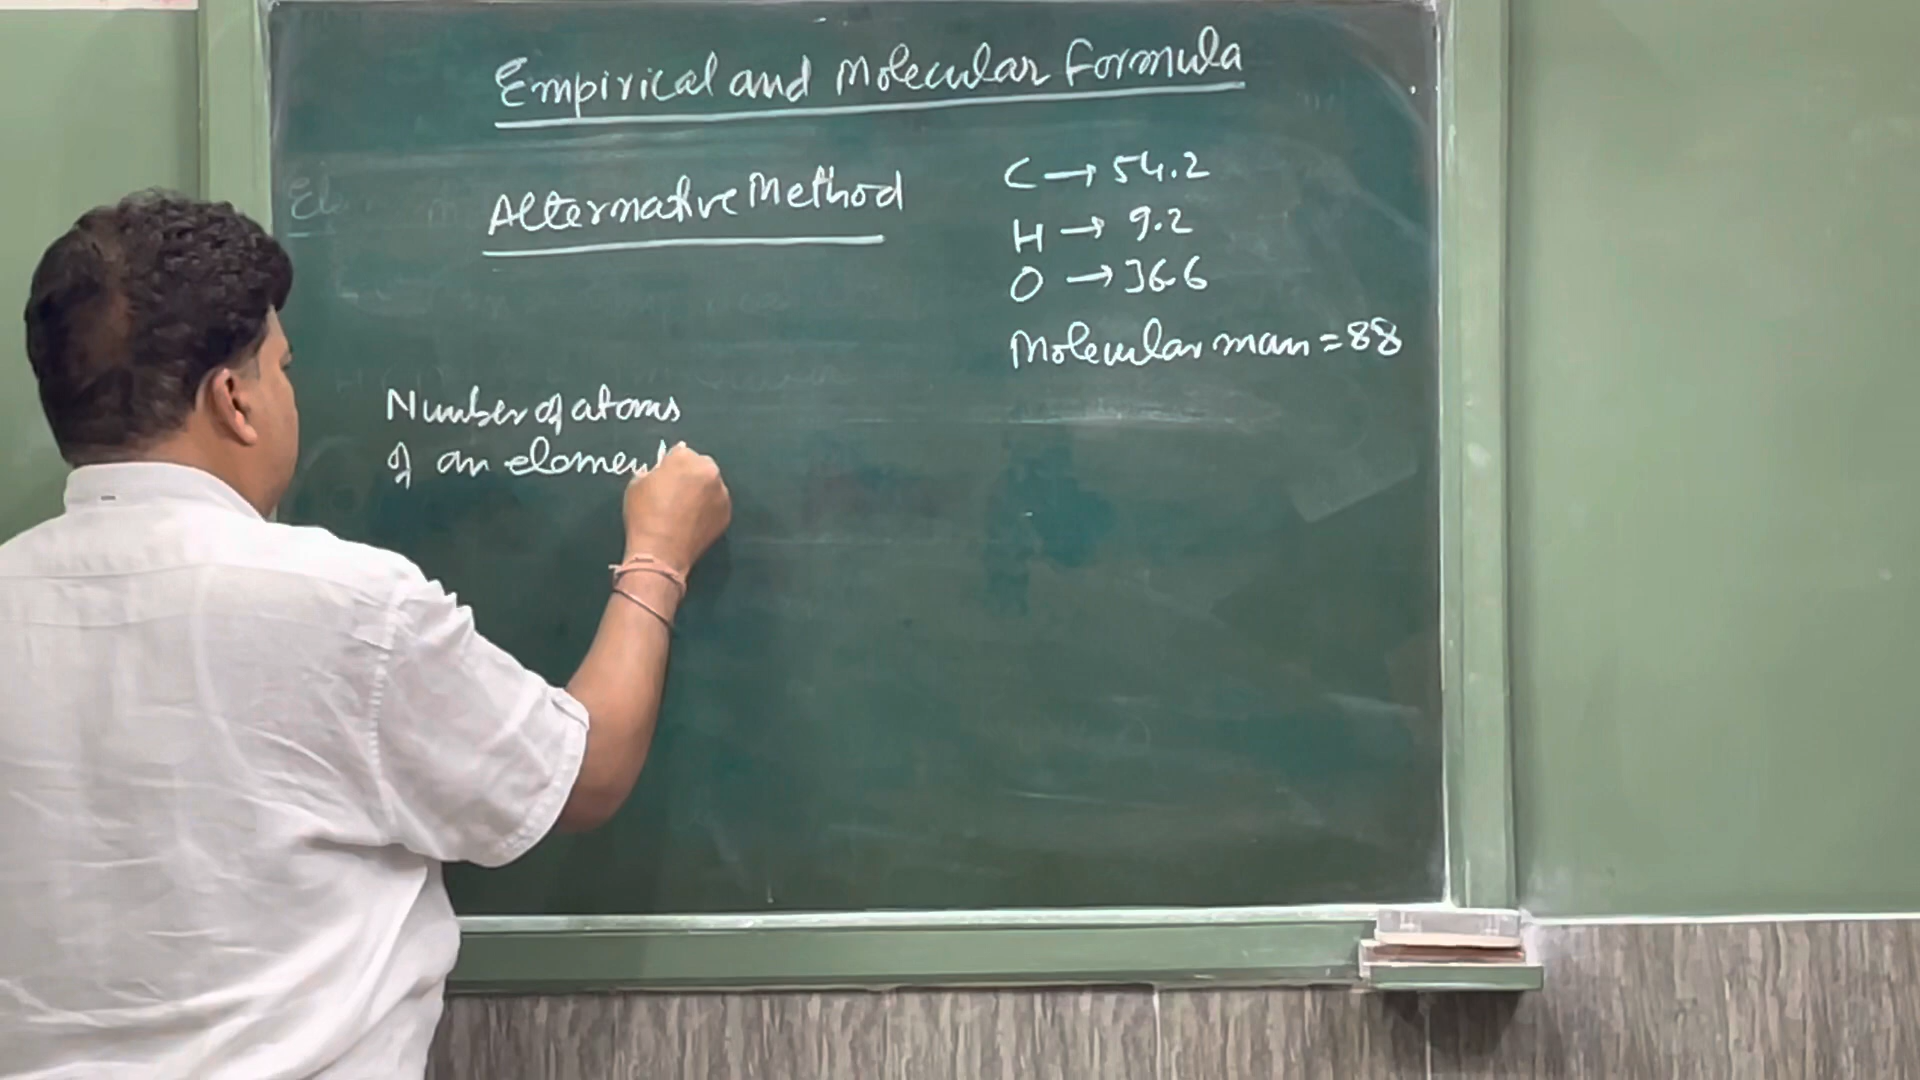 Empirical and Molecular Formula
Alternative Method
C → 54.2
H → 9.2
O → 36.6
Molecular mass = 88
Number of atoms
of an element